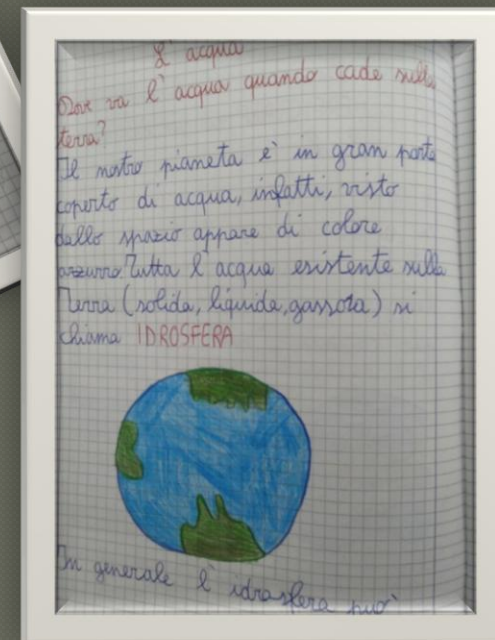 L'acqua
Dove va l'acqua quando cade sulla
terra?
Il nostro pianeta è in gran parte
coperto di acqua, infatti, visto
dallo spazio appare di colore
azzurro. Tutta l'acqua esistente sulla
Terra (solida, liquida, gassosa) si
chiama IDROSFERA
In generale l'idrosfera può